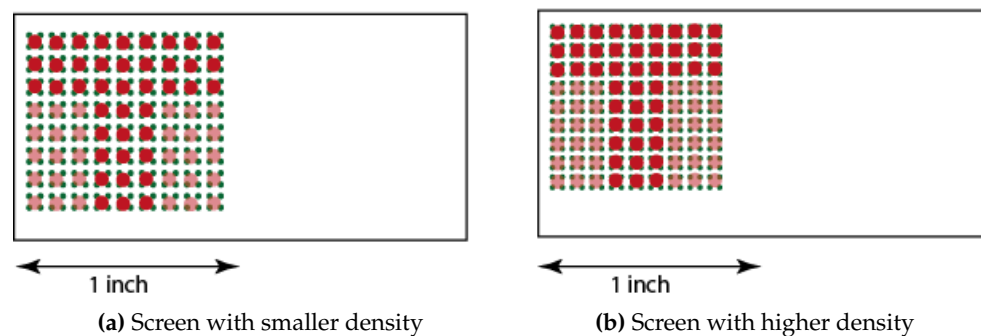 1 inch
1 inch
(a) Screen with smaller density
(b) Screen with higher density